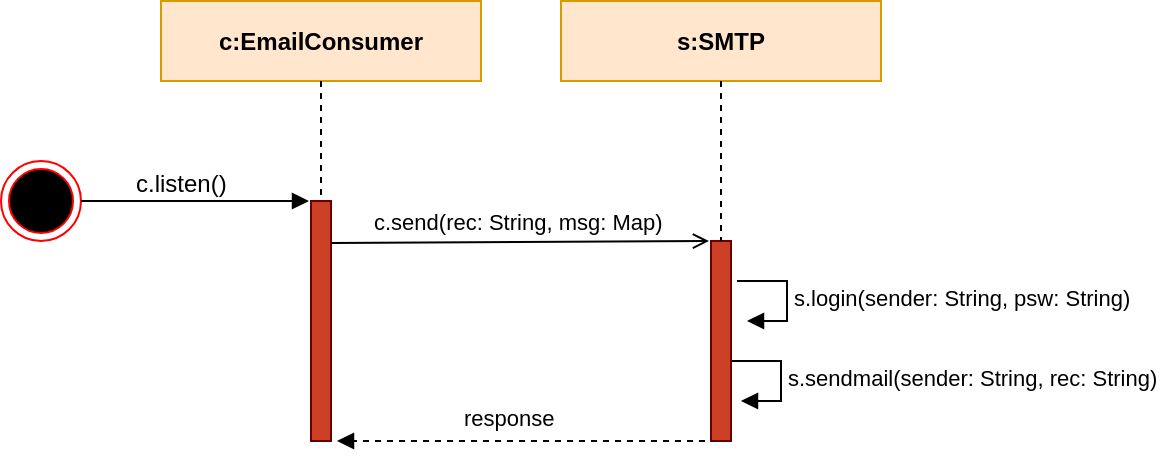 c:EmailConsumer
s:SMTP
c.listen()
c.send(rec: String, msg: Map)
s.login(sender: String, psw: String)
s.sendmail(sender: String, rec: String)
response